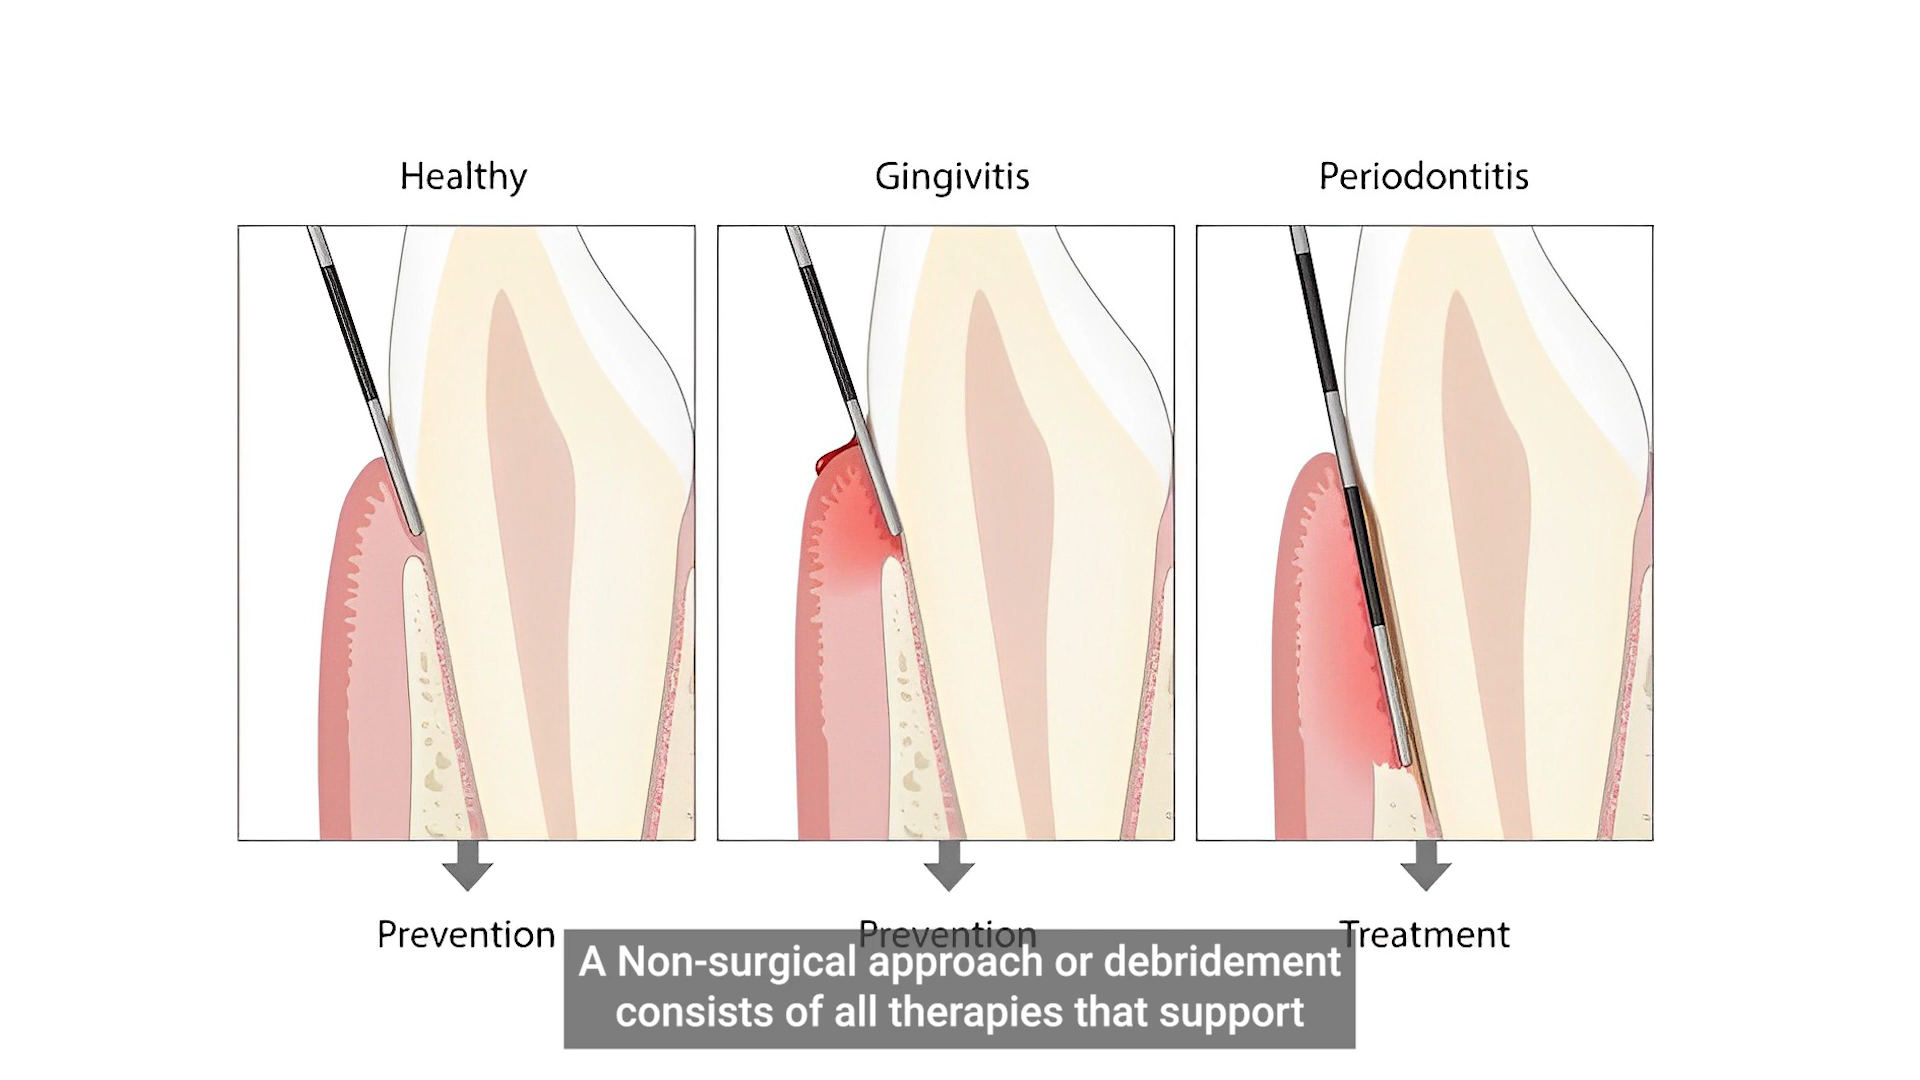 Healthy
Gingivitis
Periodontitis
Prevention
Prevention
Treatment
A Non-surgical approach or debridement
consists of all therapies that support